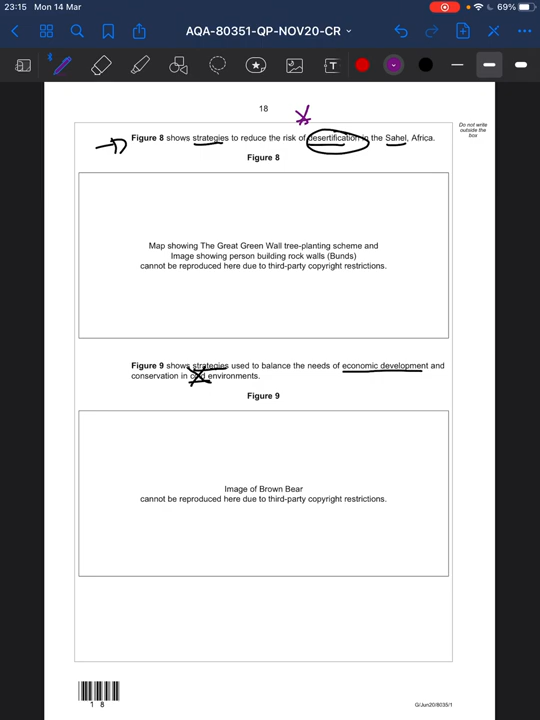 23:15 Mon 14 Mar
69%
AQA-80351-QP-NOV20-CR
T
18
Do not write
outside the
box
Figure 8 shows strategies to reduce the risk of desertification in the Sahel, Africa.
Figure 8
Map showing The Great Green Wall tree-planting scheme and
Image showing person building rock walls (Bunds)
cannot be reproduced here due to third-party copyright restrictions.
Figure 9 shows strategies used to balance the needs of economic development and
conservation in cold environments.
Figure 9
Image of Brown Bear
cannot be reproduced here due to third-party copyright restrictions.
1 8
G/Jun20/8035/1